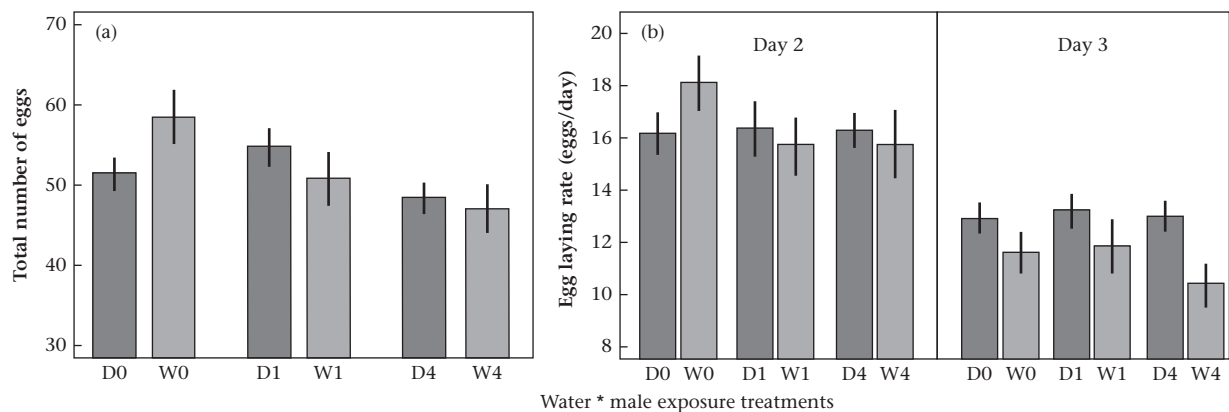 (a)
Total number of eggs
70
60
50
40
30
D0 W0 D1 W1 D4 W4
(b)
Day 2
Day 3
Egg laying rate (eggs/day)
20
18
16
14
12
10
8
D0 W0 D1 W1 D4 W4 D0 W0 D1 W1 D4 W4
Water * male exposure treatments